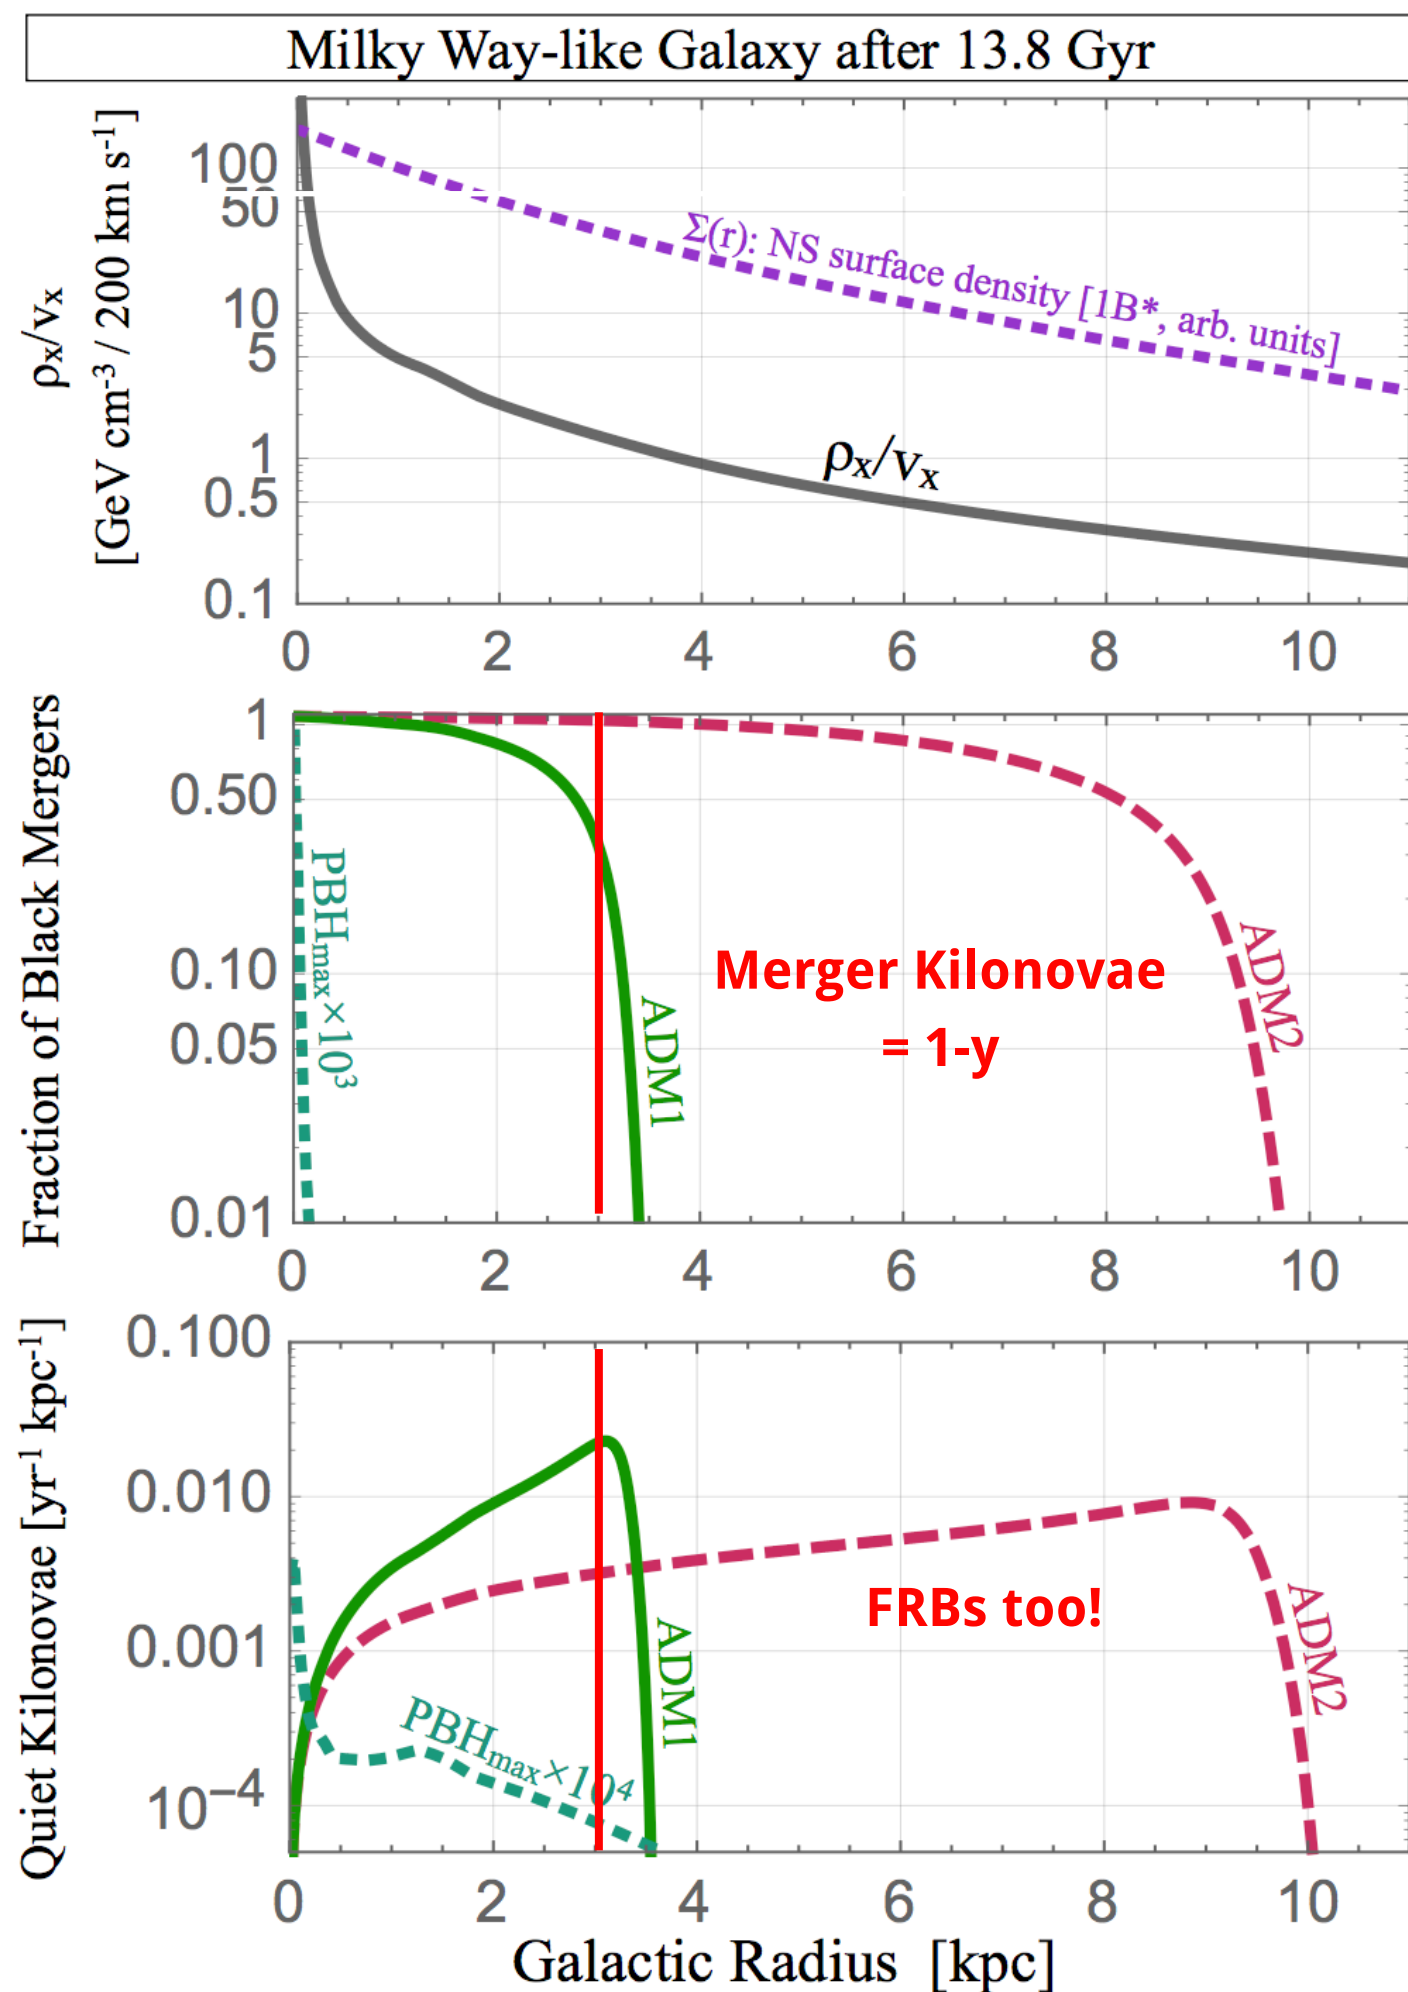 Milky Way-like Galaxy after 13.8 Gyr
ρx/vx
[GeV cm-3 / 200 km s-1]
100
50
50
10
5
1
0.5
0.1
Σ(r): NS surface density [1B*, arb. units]
ρx/vx
0 2 4 6 8 10
Fraction of Black Mergers
1
0.50
0.10
0.05
0.01
PBHmax×10³
ADM1
Merger Kilonovae
= 1-y
ADM2
0 2 4 6 8 10
Quiet Kilonovae [yr-1 kpc-1]
0.100
0.010
0.001
10−4
PBHmax×10⁴
ADM1
FRBs too!
ADM2
0 2 4 6 8 10
Galactic Radius [kpc]